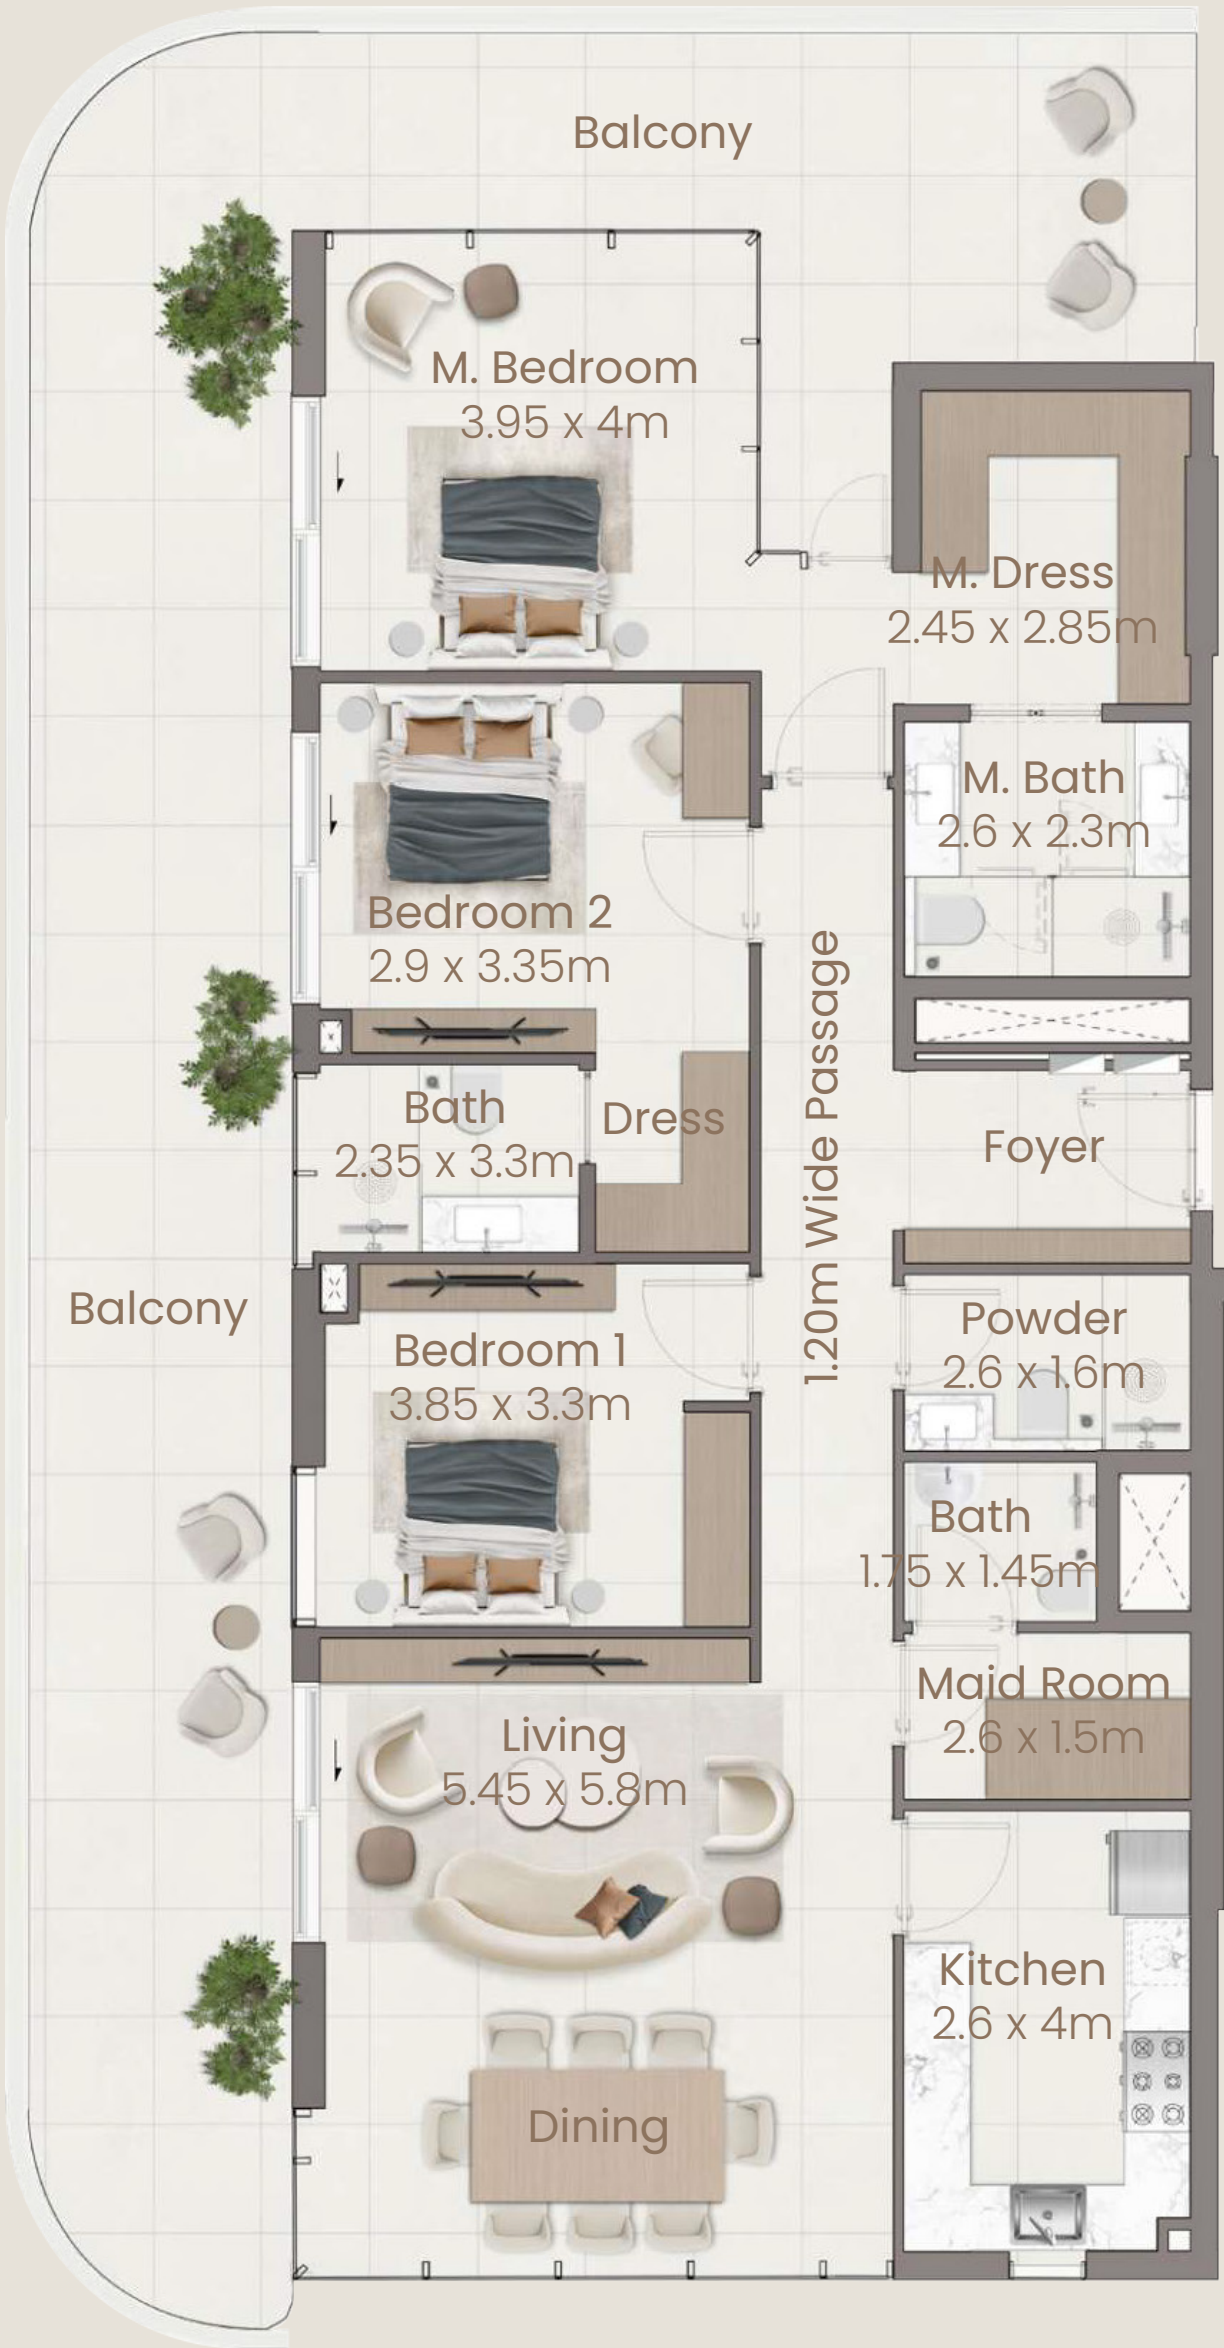 Balcony
M. Bedroom
3.95 x 4m
M. Dress
2.45 x 2.85m
M. Bath
2.6 x 2.3m
Bedroom 2
2.9 x 3.35m
1.20m Wide Passage
Bath
2.35 x 3.3m
Dress
Foyer
Balcony
Bedroom 1
3.85 x 3.3m
Powder
2.6 x 1.6m
Bath
1.75 x 1.45m
Maid Room
2.6 x 1.5m
Living
5.45 x 5.8m
Kitchen
2.6 x 4m
Dining